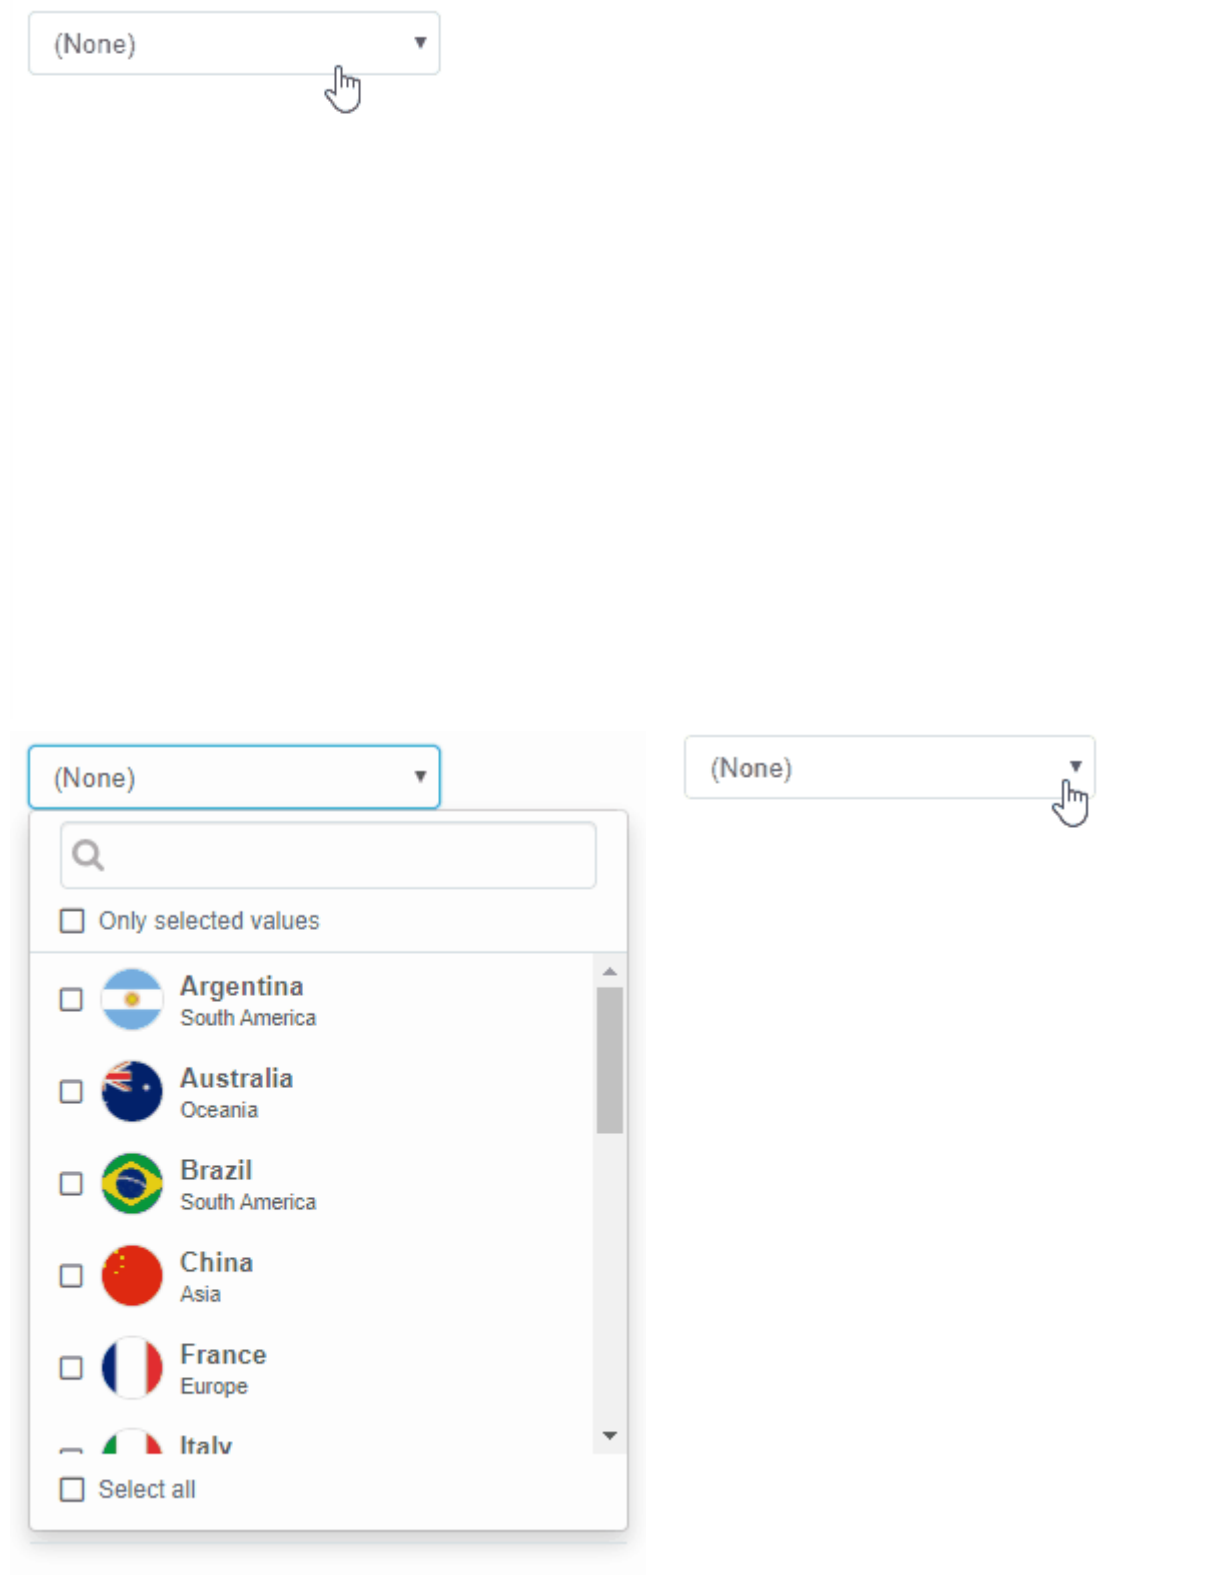 (None)
(None)
(None)
Only selected values
Argentina
South America
Australia
Oceania
Brazil
South America
China
Asia
France
Europe
Italy
Select all